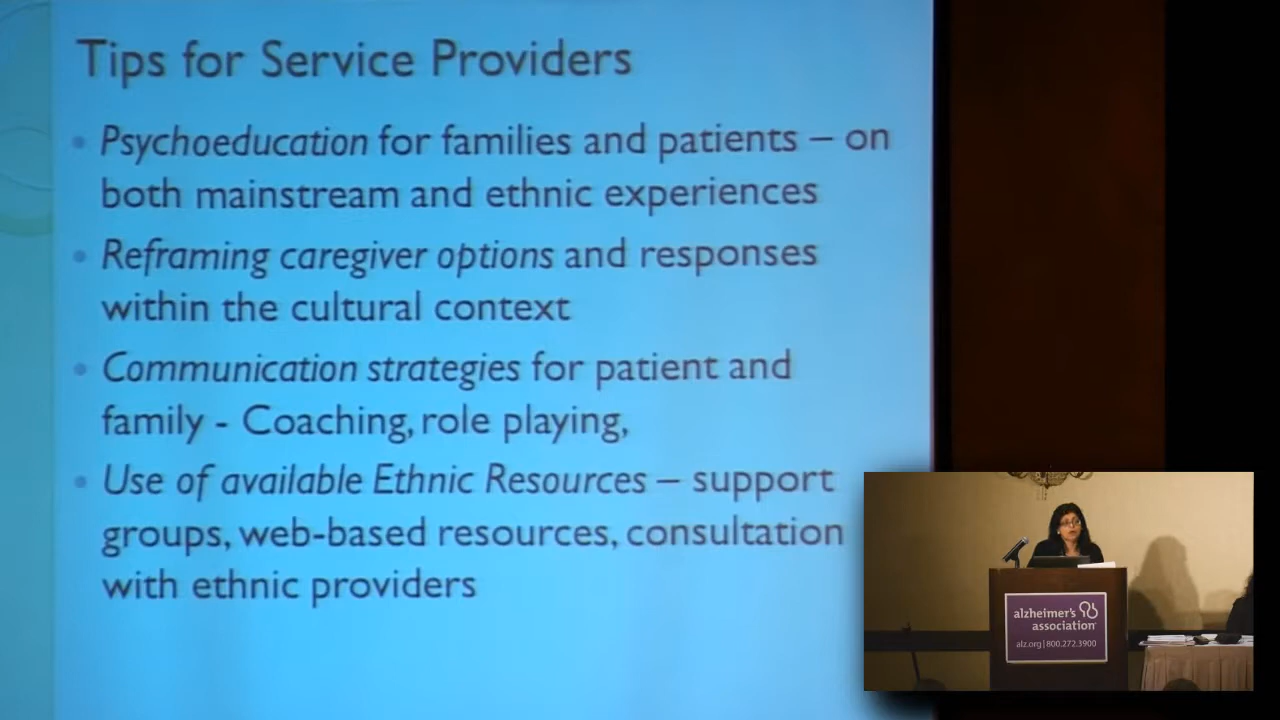 Tips for Service Providers
• Psychoeducation for families and patients – on
both mainstream and ethnic experiences
• Reframing caregiver options and responses
within the cultural context
• Communication strategies for patient and
family - Coaching, role playing,
• Use of available Ethnic Resources – support
groups, web-based resources, consultation
with ethnic providers
alzheimer's
association
alz.org | 800.272.3900